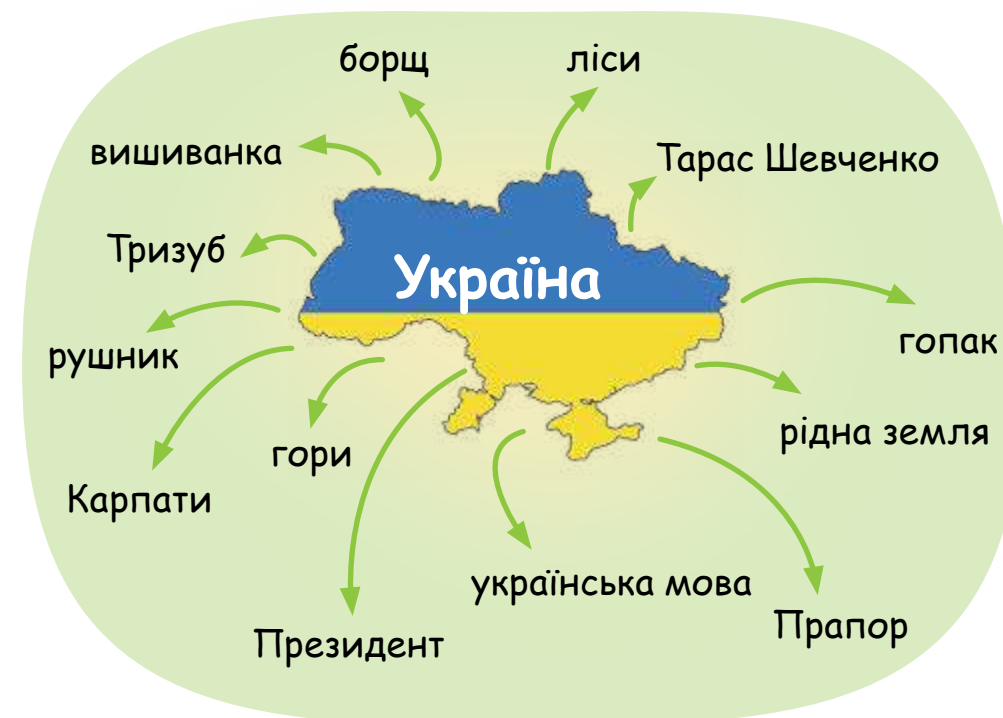 борщ
ліси
вишиванка
Тарас Шевченко
Тризуб
Україна
гопак
рушник
рідна земля
гори
Карпати
українська мова
Прапор
Президент